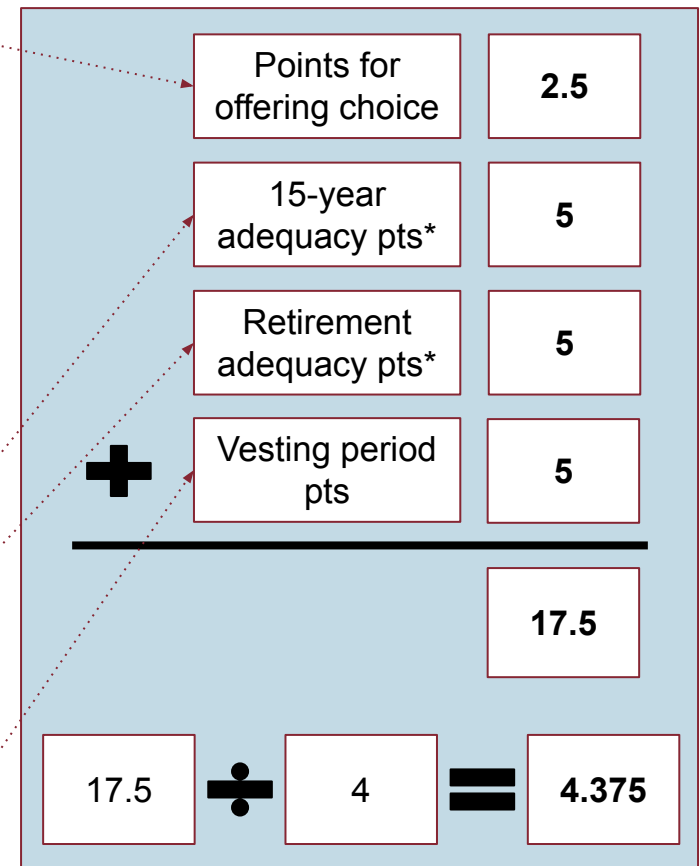 Points for
offering choice
2.5
15-year
adequacy pts*
5
Retirement
adequacy pts*
5
+
Vesting period
pts
5
17.5
17.5 ÷ 4 = 4.375